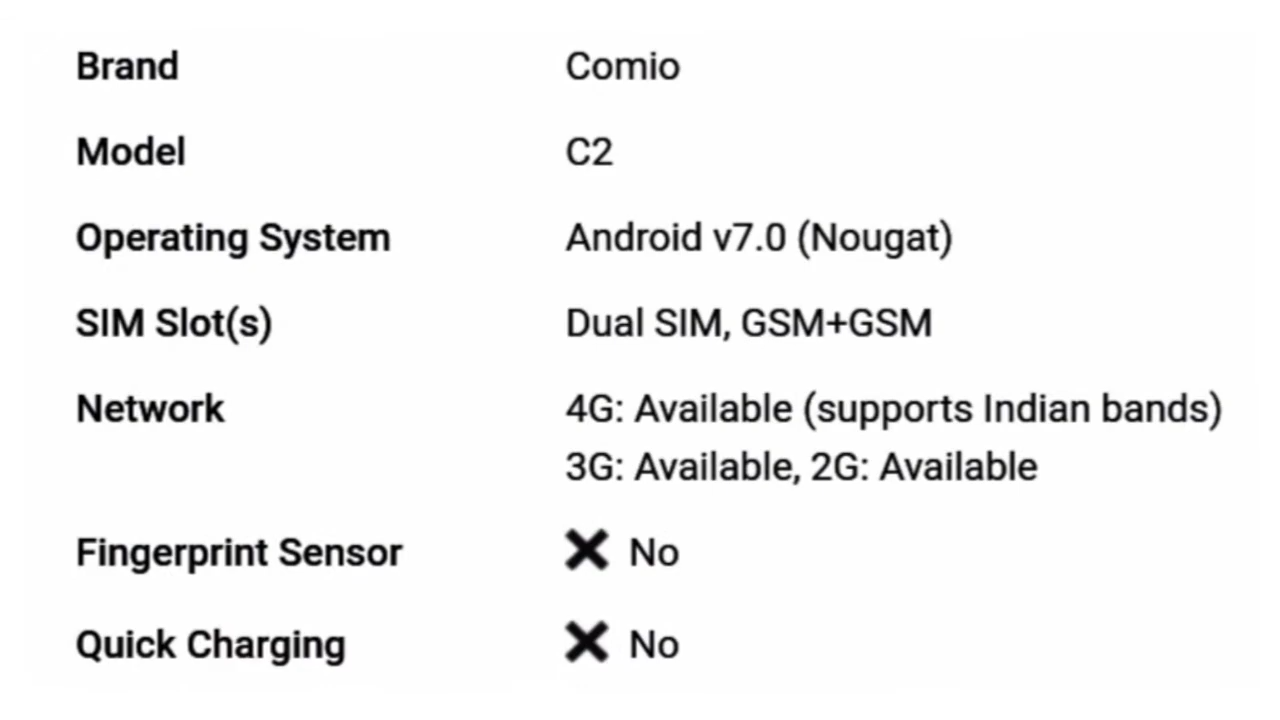 Brand Comio
Model C2
Operating System Android v7.0 (Nougat)
SIM Slot(s) Dual SIM, GSM+GSM
Network 4G: Available (supports Indian bands)
3G: Available, 2G: Available
Fingerprint Sensor ❌ No
Quick Charging ❌ No